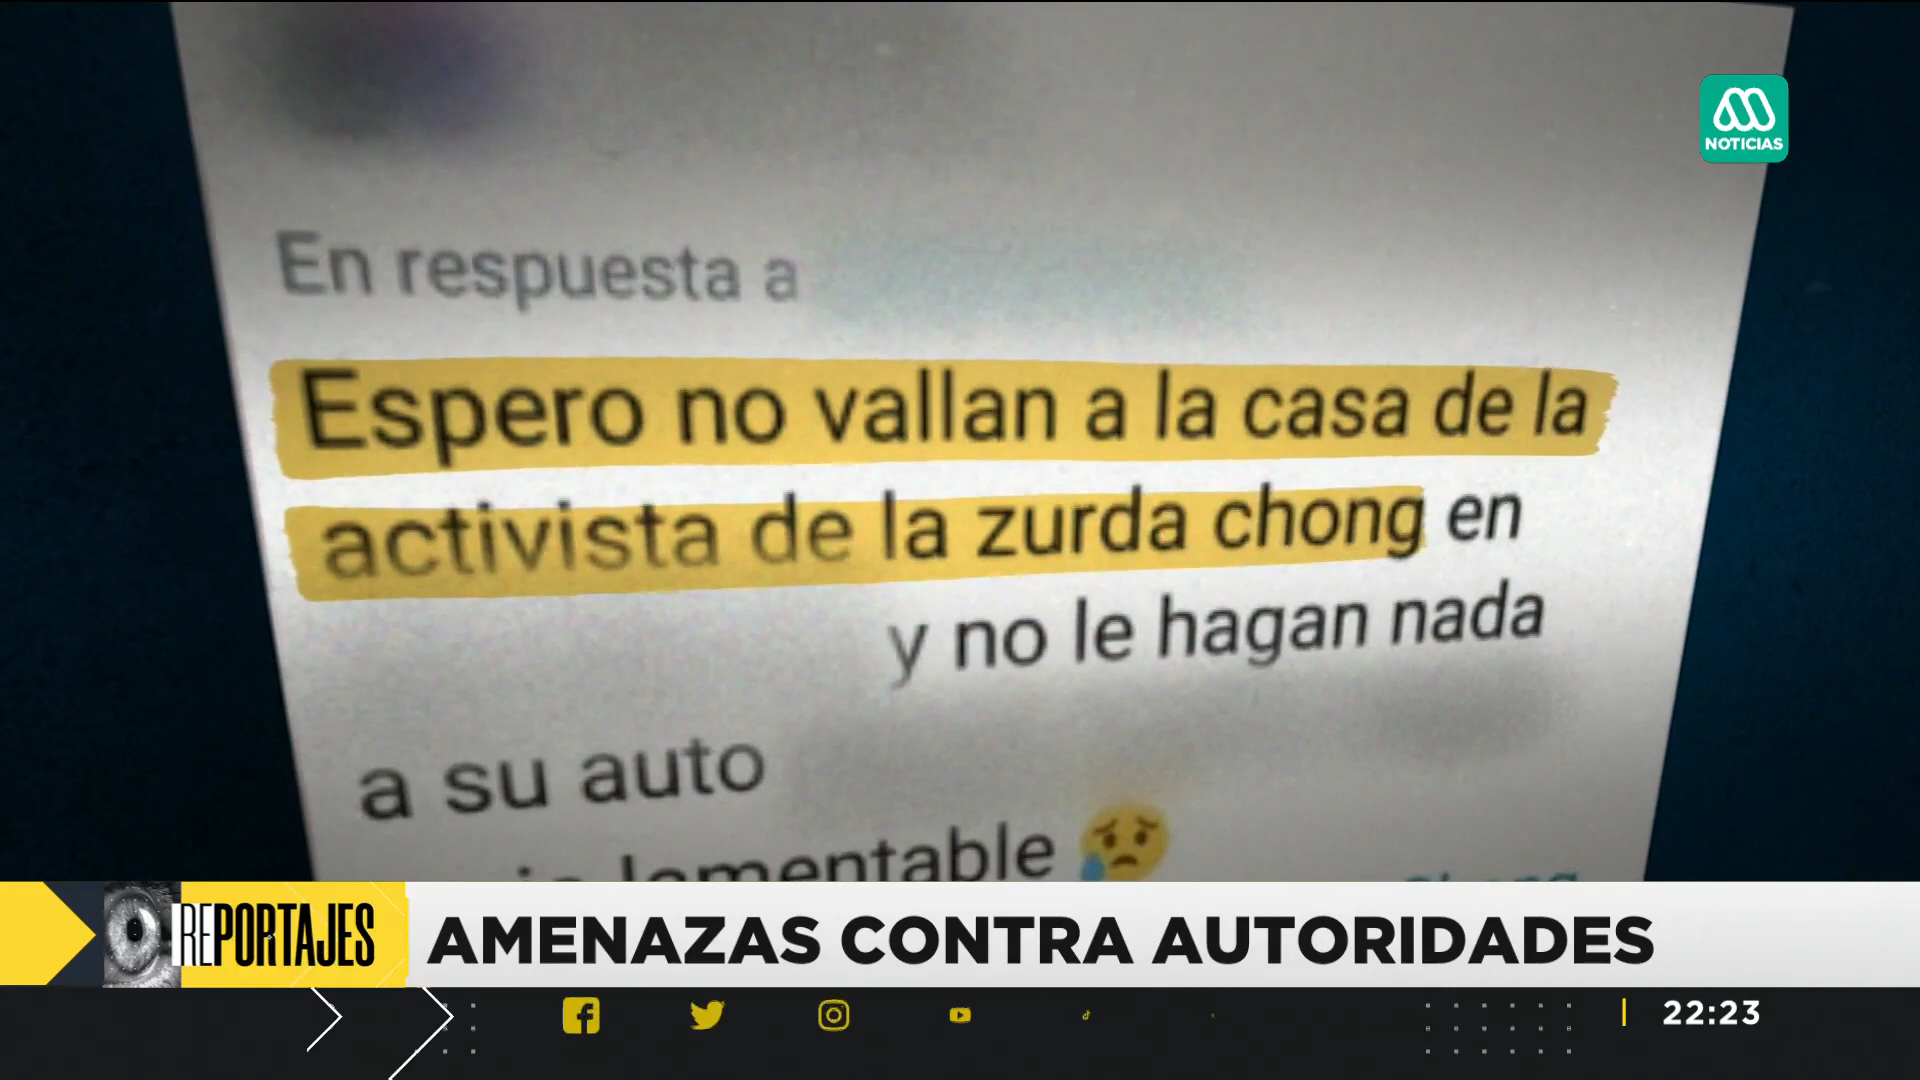 NOTICIAS
En respuesta a
Espero no vallan a la casa de la
activista de la zurda chong en
y no le hagan nada
a su auto
lamentable
REPORTAJES
AMENAZAS CONTRA AUTORIDADES
22:23